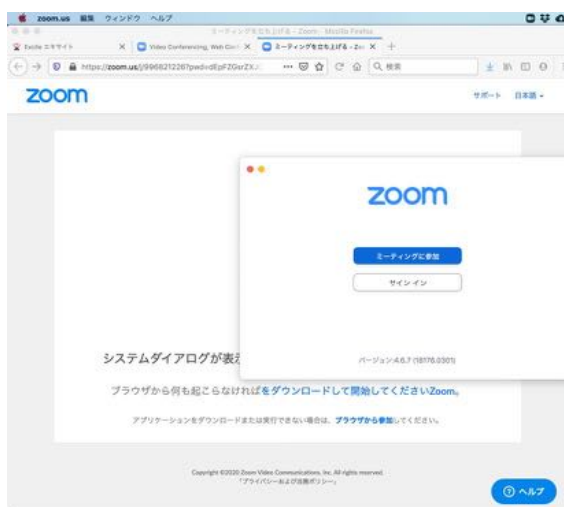 zoom.us 編集 ウィンドウ ヘルプ
ミーティングを立ち上げる - Zoom - Mozilla Firefox
Video Conferencing, Web Con
ミーティングを立ち上げる - Zo
https://zoom.us/j/
検索
zoom
サポート 日本語
zoom
ミーティングに参加
サイン イン
バージョン:4.6.7 (18176.0301)
システムダイアログが表示
ブラウザから何も起こらなければをダウンロードして開始してくださいZoom。
アプリケーションをダウンロードまたは実行できない場合は、ブラウザから参加してください。
Copyright ©2020 Zoom Video Communications, Inc. All rights reserved.
「プライバシーおよび法務ポリシー」
ヘルプ